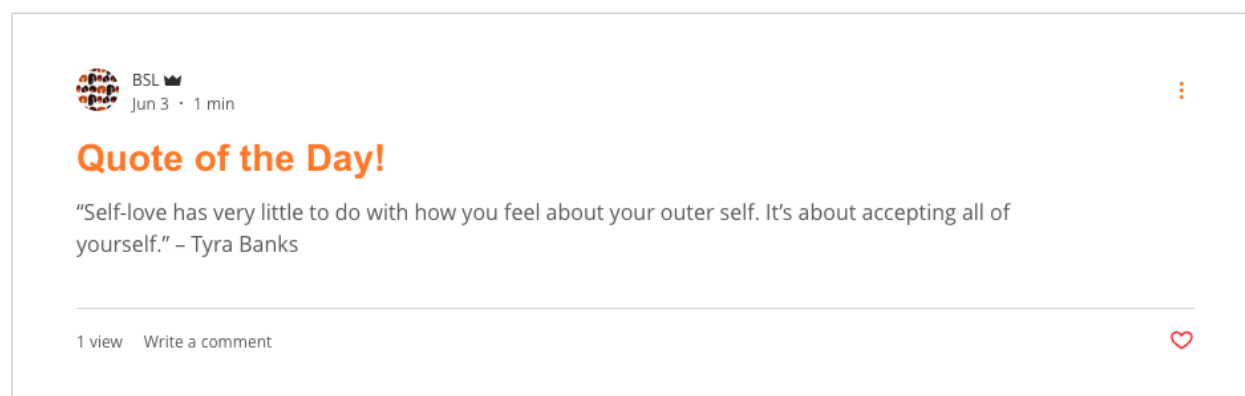 BSL
Jun 3 · 1 min
Quote of the Day!
“Self-love has very little to do with how you feel about your outer self. It’s about accepting all of
yourself.” – Tyra Banks
1 view Write a comment